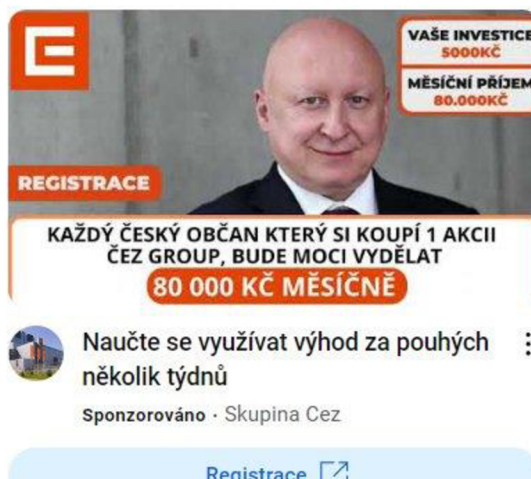 VAŠE INVESTICE
5000KČ
MĚSÍČNÍ PŘÍJEM
80.000KČ
REGISTRACE
KAŽDÝ ČESKÝ OBČAN KTERÝ SI KOUPÍ 1 AKCII
ČEZ GROUP, BUDE MOCI VYDĚLAT
80 000 KČ MĚSÍČNĚ
Naučte se využívat výhod za pouhých
několik týdnů
Sponzorováno · Skupina Cez
Registrace